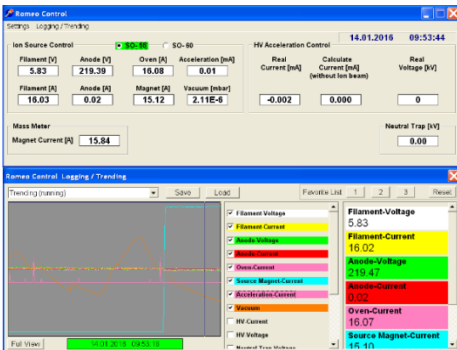 Romeo Control
Settings Logging / Trending
14.01.2016 09:53:44
Ion Source Control
SO-55
SO-60
HV Acceleration Control
Filament [V] Anode [V] Oven [A] Acceleration [mA]
5.83 219.39 16.08 0.01
Filament [A] Anode [A] Magnet [A] Vacuum [mbar]
16.03 0.02 15.12 2.11E-6
Real Current [mA]
Calculate Current [mA] (without Ion beam)
Real Voltage [kV]
-0.002 0.000 0
Mass Meter
Magnet Current [A] 15.84
Neutral Trap [kV]
0.00
Romeo Control Logging / Trending
Trending (running) Save Load Favorite List 1 2 3 Reset
Filament-Voltage
Filament-Current
Anode-Voltage
Anode-Current
Oven-Current
Source Magnet-Current
Acceleration-Current
Vacuum
HV-Current
HV-Voltage
Neutral Trap Voltage
Filament-Voltage
5.83
Filament-Current
16.02
Anode-Voltage
219.47
Anode-Current
0.02
Oven-Current
16.07
Source Magnet-Current
15.10
Full View 14.01.2016 09:53:18